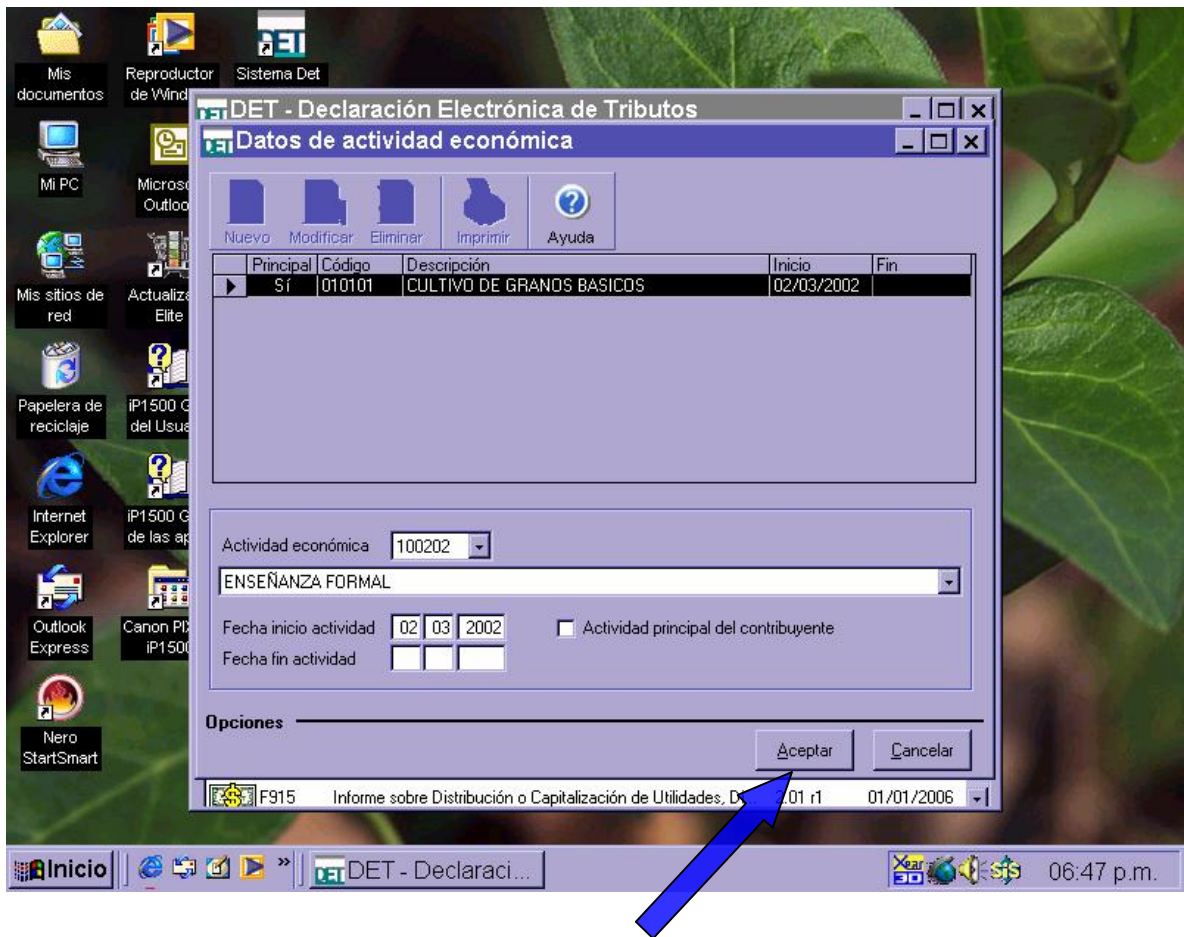 Mis documentos
Reproductor de Wind
Sistema Det
DET
DET - Declaración Electrónica de Tributos
Datos de actividad económica
Mi PC
Microso
Outloo
Nuevo Modificar Eliminar Imprimir Ayuda
Principal Código Descripción Inicio Fin
Sí 010101 CULTIVO DE GRANOS BASICOS 02/03/2002
Mis sitios de red
Actualiza
Elite
Papelera de reciclaje
iP1500 G
del Usua
Internet Explorer
iP1500 G
de las ap
Actividad económica 100202
ENSEÑANZA FORMAL
Fecha inicio actividad 02 03 2002 Actividad principal del contribuyente
Fecha fin actividad
Outlook Express
Canon PI
iP1500
Opciones
Nero StartSmart
Aceptar Cancelar
F915 Informe sobre Distribución o Capitalización de Utilidades, 2.01 r1 01/01/2006
Inicio » DET - Declaraci... 06:47 p.m.